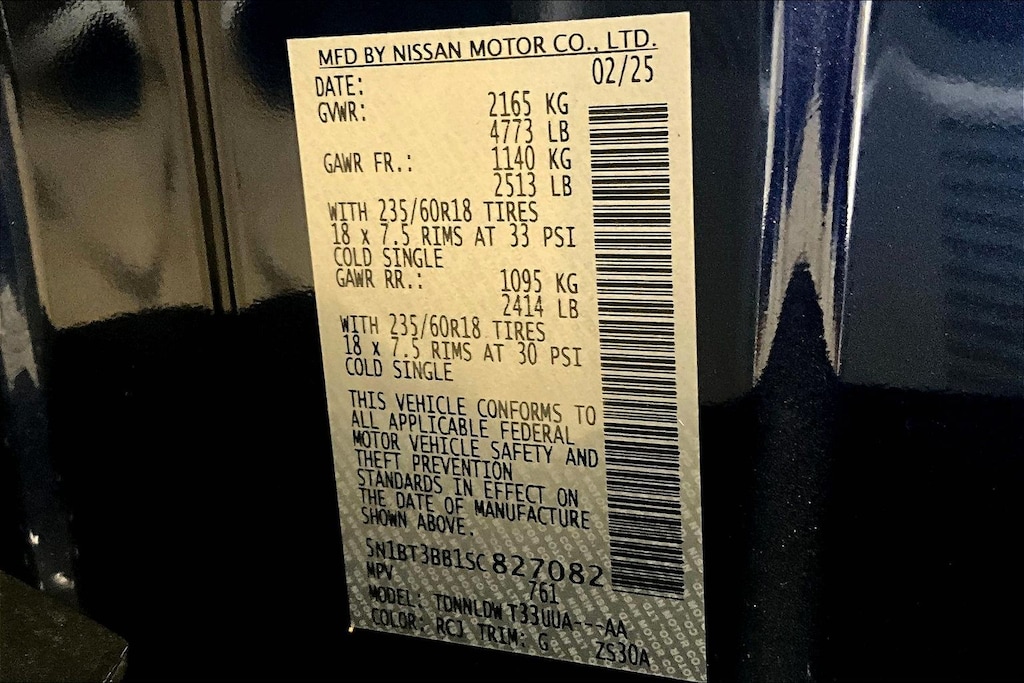 MFD BY NISSAN MOTOR CO., LTD.
DATE: 02/25
GVWR: 2165 KG
4773 LB
GAWR FR.: 1140 KG
2513 LB
WITH 235/60R18 TIRES
18 x 7.5 RIMS AT 33 PSI
COLD SINGLE
GAWR RR.: 1095 KG
2414 LB
WITH 235/60R18 TIRES
18 x 7.5 RIMS AT 30 PSI
COLD SINGLE
THIS VEHICLE CONFORMS TO
ALL APPLICABLE FEDERAL
MOTOR VEHICLE SAFETY AND
THEFT PREVENTION
STANDARDS IN EFFECT ON
THE DATE OF MANUFACTURE
SHOWN ABOVE.
5N1BT3BB1SC827082
MPV 761
MODEL: TDNNLDWT33UUA---AA
COLOR: RCJ TRIM: G ZS30A